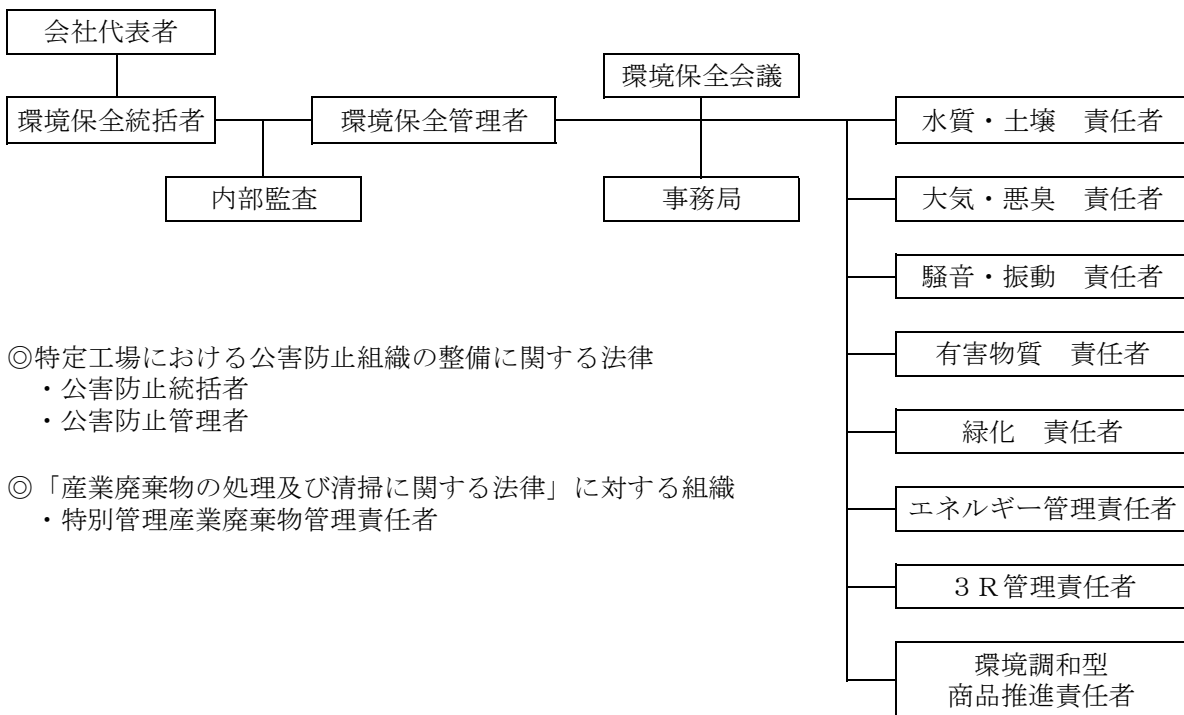 会社代表者
環境保全会議
環境保全統括者
環境保全管理者
水質・土壌　責任者
内部監査
事務局
大気・悪臭　責任者
騒音・振動　責任者
有害物質　責任者
緑化　責任者
エネルギー管理責任者
３Ｒ管理責任者
環境調和型
商品推進責任者
◎特定工場における公害防止組織の整備に関する法律
・公害防止統括者
・公害防止管理者
◎「産業廃棄物の処理及び清掃に関する法律」に対する組織
・特別管理産業廃棄物管理責任者